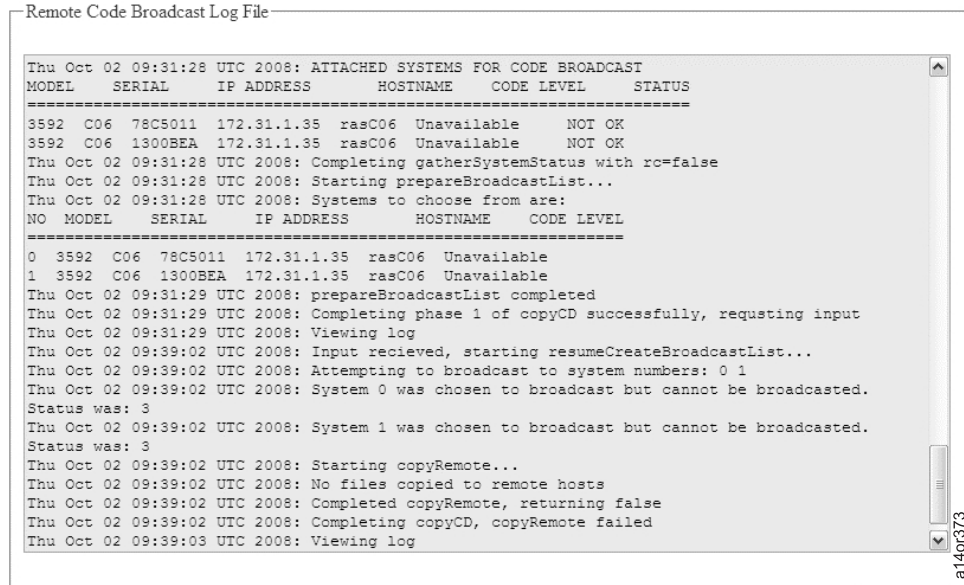 Remote Code Broadcast Log File
Thu Oct 02 09:31:28 UTC 2008: ATTACHED SYSTEMS FOR CODE BROADCAST
MODEL SERIAL IP ADDRESS HOSTNAME CODE LEVEL STATUS
======================================================================
3592 C06 78C5011 172.31.1.35 rasC06 Unavailable NOT OK
3592 C06 1300BEA 172.31.1.35 rasC06 Unavailable NOT OK
Thu Oct 02 09:31:28 UTC 2008: Completing gatherSystemStatus with rc=false
Thu Oct 02 09:31:28 UTC 2008: Starting prepareBroadcastList...
Thu Oct 02 09:31:28 UTC 2008: Systems to choose from are:
NO MODEL SERIAL IP ADDRESS HOSTNAME CODE LEVEL
===============================================================
0 3592 C06 78C5011 172.31.1.35 rasC06 Unavailable
1 3592 C06 1300BEA 172.31.1.35 rasC06 Unavailable
Thu Oct 02 09:31:29 UTC 2008: prepareBroadcastList completed
Thu Oct 02 09:31:29 UTC 2008: Completing phase 1 of copyCD successfully, requsting input
Thu Oct 02 09:31:29 UTC 2008: Viewing log
Thu Oct 02 09:39:02 UTC 2008: Input recieved, starting resumeCreateBroadcastList...
Thu Oct 02 09:39:02 UTC 2008: Attempting to broadcast to system numbers: 0 1
Thu Oct 02 09:39:02 UTC 2008: System 0 was chosen to broadcast but cannot be broadcasted.
Status was: 3
Thu Oct 02 09:39:02 UTC 2008: System 1 was chosen to broadcast but cannot be broadcasted.
Status was: 3
Thu Oct 02 09:39:02 UTC 2008: Starting copyRemote...
Thu Oct 02 09:39:02 UTC 2008: No files copied to remote hosts
Thu Oct 02 09:39:02 UTC 2008: Completed copyRemote, returning false
Thu Oct 02 09:39:02 UTC 2008: Completing copyCD, copyRemote failed
Thu Oct 02 09:39:03 UTC 2008: Viewing log
a14or373